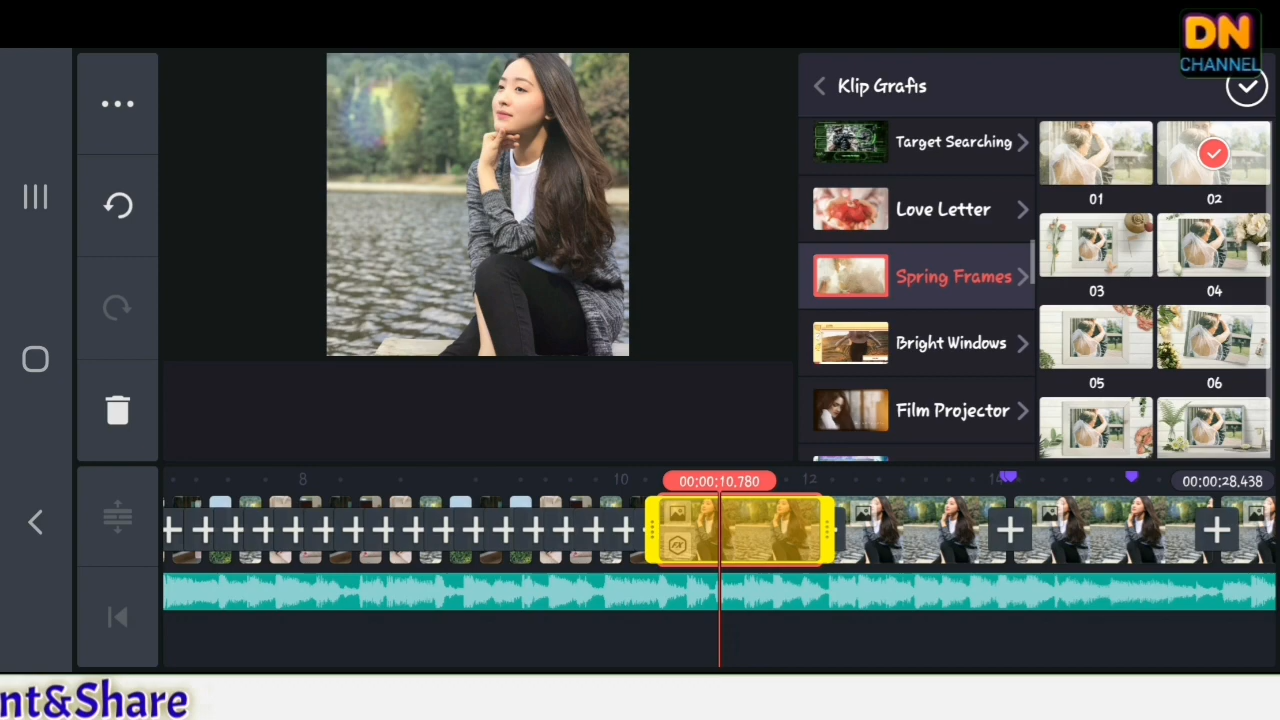 DN
CHANNEL
Klip Grafis
Target Searching
Love Letter
Spring Frames
Bright Windows
Film Projector
01
02
03
04
05
06
8
10
00:00:10.780
12
14
00:00:28.438
nt&Share